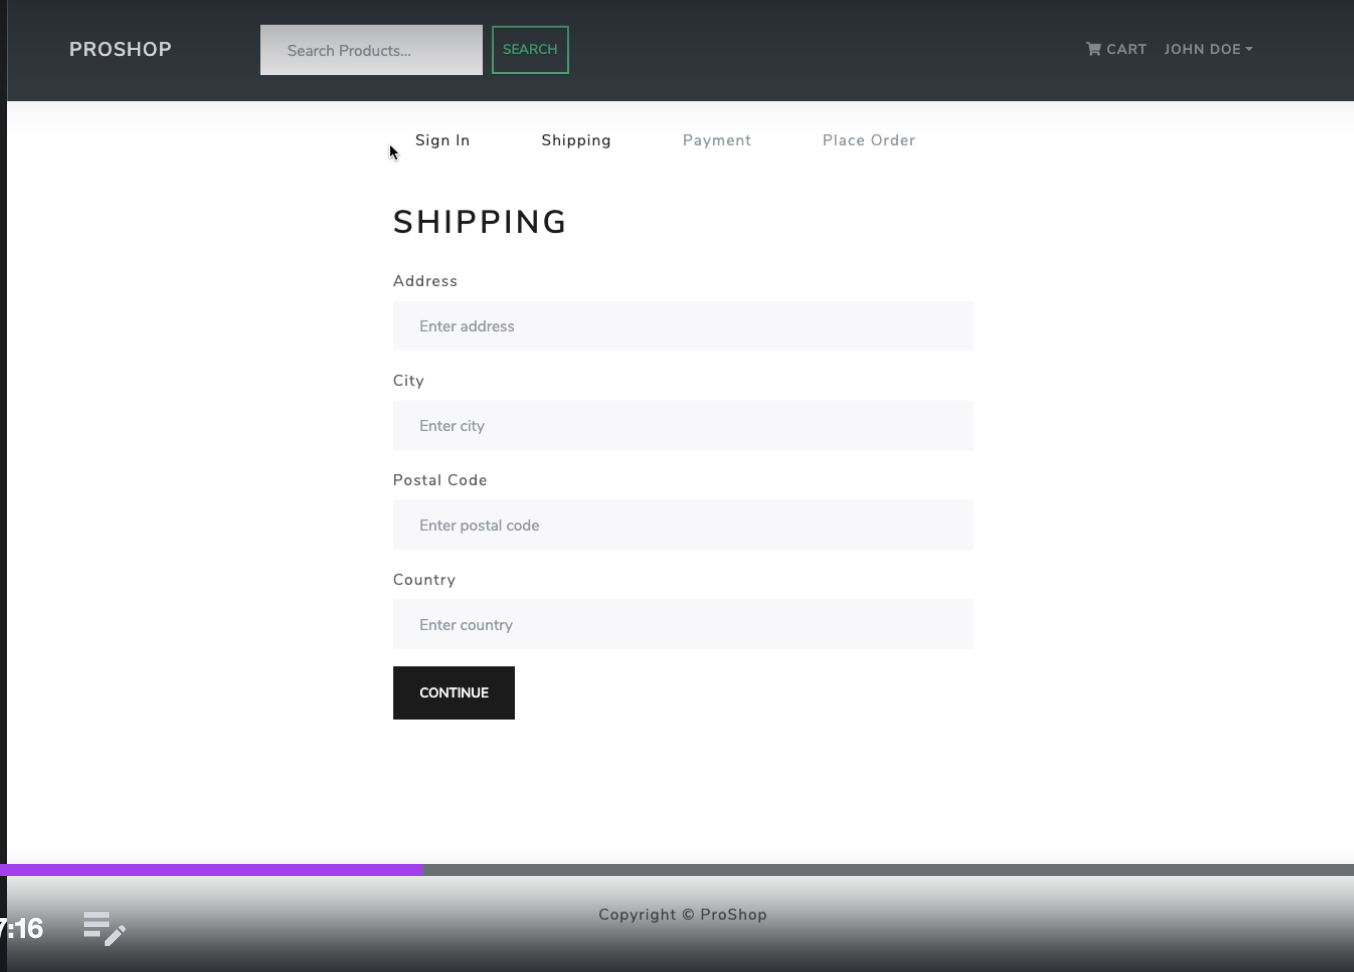 PROSHOP Search Products... SEARCH CART JOHN DOE
Sign In Shipping Payment Place Order
SHIPPING
Address
Enter address
City
Enter city
Postal Code
Enter postal code
Country
Enter country
CONTINUE
Copyright © ProShop
7:16